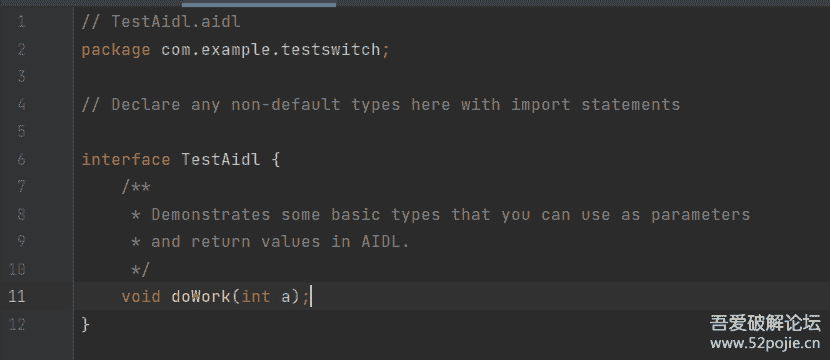 1 // TestAidl.aidl
2 package com.example.testswitch;
3
4 // Declare any non-default types here with import statements
5
6 interface TestAidl {
7 /**
8 * Demonstrates some basic types that you can use as parameters
9 * and return values in AIDL.
10 */
11 void doWork(int a);
12 }
吾爱破解论坛
www.52pojie.cn